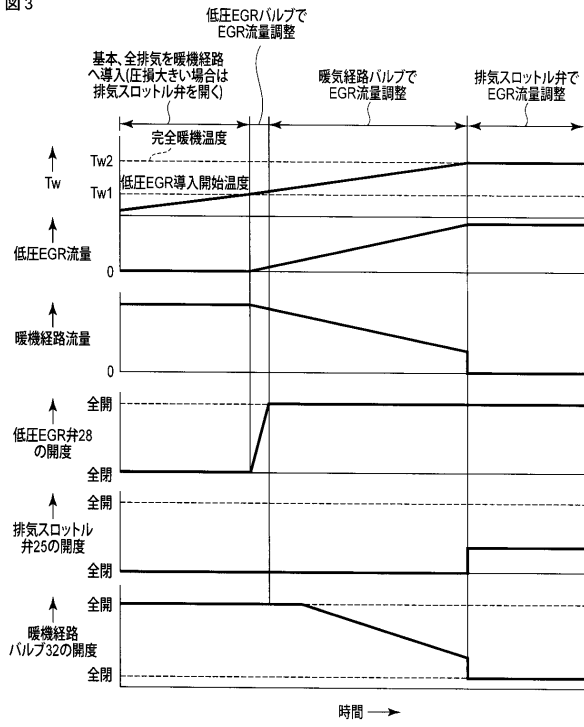 図3
低圧EGRバルブで
EGR流量調整
基本、全排気を暖機経路
へ導入(圧損大きい場合は
排気スロットル弁を開く)
暖気経路バルブで
EGR流量調整
排気スロットル弁で
EGR流量調整
完全暖機温度
Tw2
Tw
Tw1
低圧EGR導入開始温度
低圧EGR流量
0
暖機経路流量
0
全開
低圧EGR弁28
の開度
全閉
全開
排気スロットル
弁25の開度
全閉
全開
暖機経路
バルブ32の開度
全閉
時間